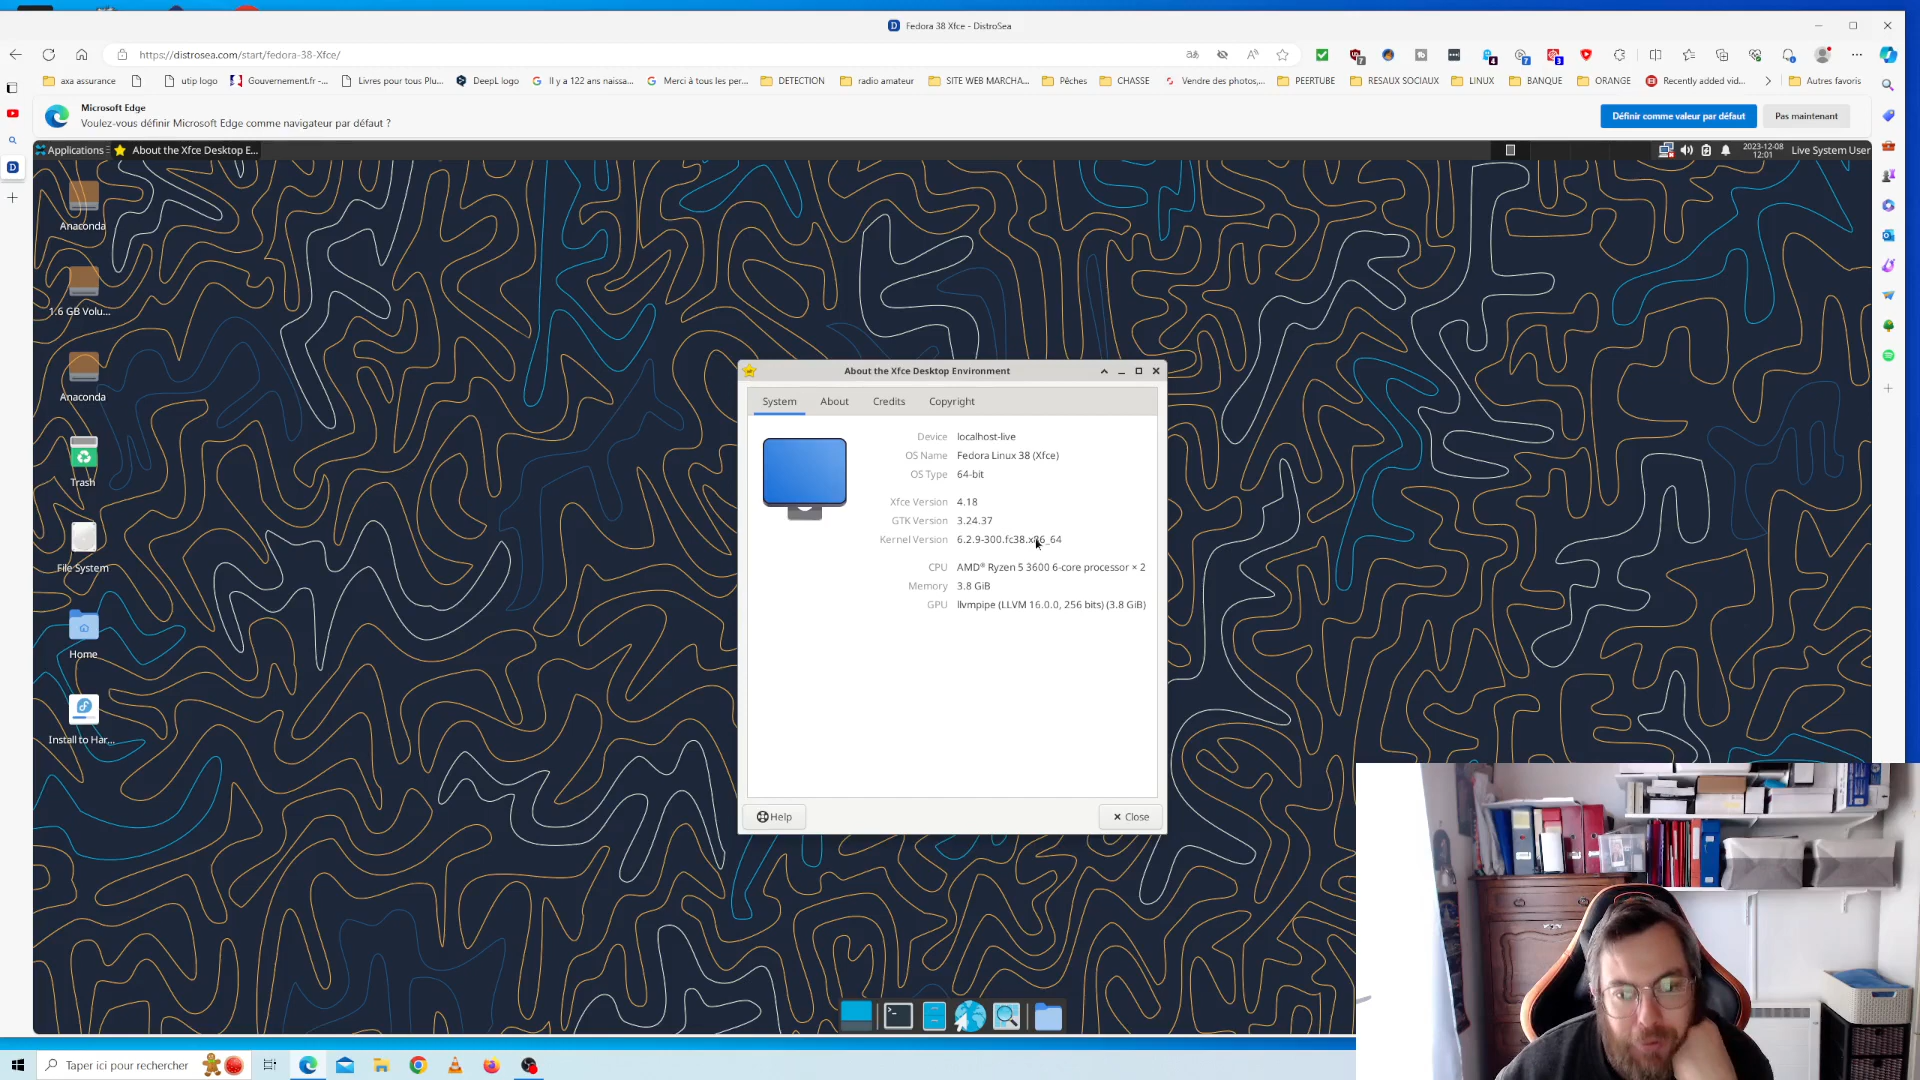 Fedora 38 Xfce - DistroSea
https://distrosea.com/start/fedora-38-Xfce/
axa assurance
utip logo
Gouvernement.fr -...
Livres pour tous Plu...
DeepL logo
Il y a 122 ans naissa...
Merci à tous les per...
DETECTION
radio amateur
SITE WEB MARCHA...
Pêches
CHASSE
Vendre des photos,...
PEERTUBE
RESAUX SOCIAUX
LINUX
BANQUE
ORANGE
Recently added vid...
Autres favoris
Microsoft Edge
Voulez-vous définir Microsoft Edge comme navigateur par défaut ?
Définir comme valeur par défaut
Pas maintenant
Applications
About the Xfce Desktop E...
2023-12-08
12:01
Live System User
Anaconda
1.6 GB Volu...
Anaconda
Trash
File System
Home
Install to Har...
About the Xfce Desktop Environment
System
About
Credits
Copyright
Device localhost-live
OS Name Fedora Linux 38 (Xfce)
OS Type 64-bit
Xfce Version 4.18
GTK Version 3.24.37
Kernel Version 6.2.9-300.fc38.x86_64
CPU AMD® Ryzen 5 3600 6-core processor × 2
Memory 3.8 GiB
GPU llvmpipe (LLVM 16.0.0, 256 bits) (3.8 GiB)
Help
Close
Taper ici pour rechercher